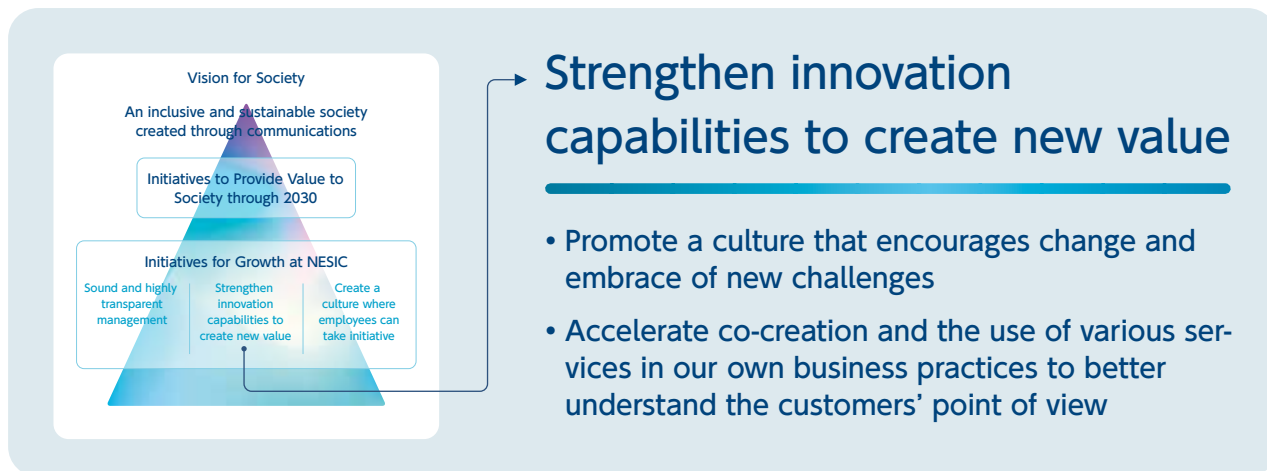 Vision for Society
An inclusive and sustainable society
created through communications
Initiatives to Provide Value to
Society through 2030
Initiatives for Growth at NESIC
Sound and highly
transparent
management
Strengthen
innovation
capabilities to
create new value
Create a
culture where
employees can
take initiative
Strengthen innovation
capabilities to create new value
• Promote a culture that encourages change and
embrace of new challenges
• Accelerate co-creation and the use of various ser-
vices in our own business practices to better
understand the customers’ point of view